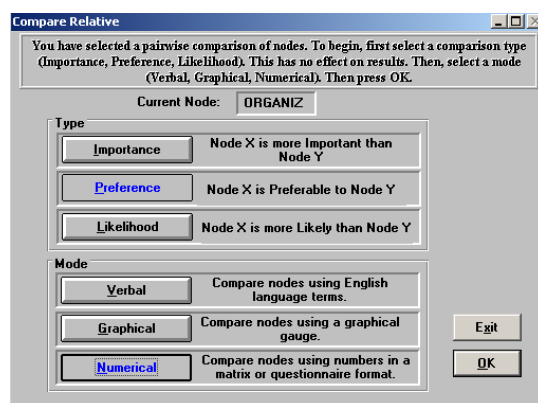 Compare Relative
You have selected a pairwise comparison of nodes. To begin, first select a comparison type
(Importance, Preference, Likelihood). This has no effect on results. Then, select a mode
(Verbal, Graphical, Numerical). Then press OK.
Current Node: ORGANIZ
Type
Importance Node X is more Important than
Node Y
Preference Node X is Preferable to Node Y
Likelihood Node X is more Likely than Node Y
Mode
Verbal Compare nodes using English
language terms.
Graphical Compare nodes using a graphical
gauge.
Numerical Compare nodes using numbers in a
matrix or questionnaire format.
Exit
OK